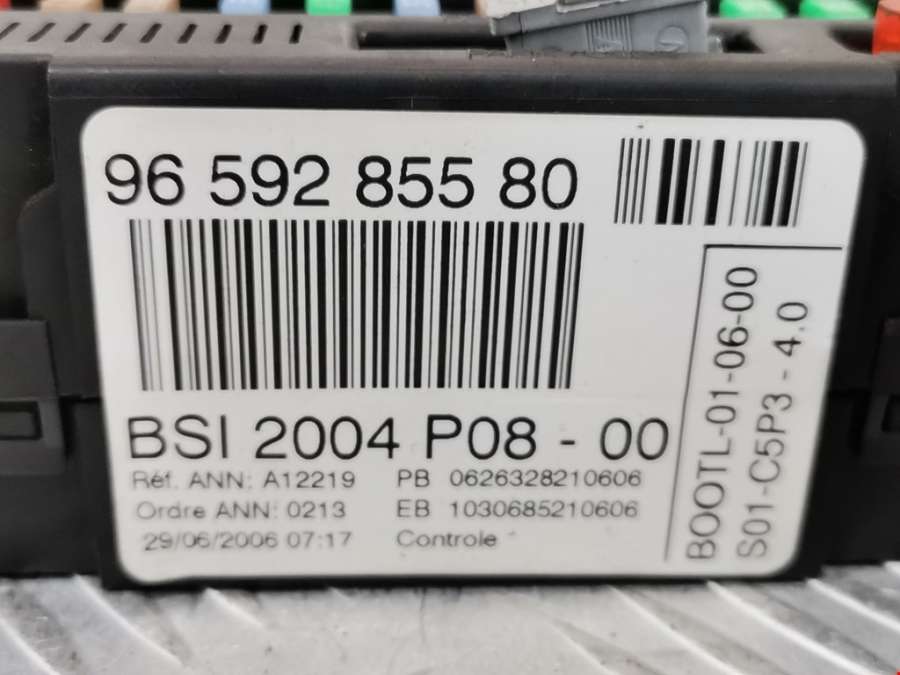 96 592 855 80
BSI 2004 P08 - 00
Réf. ANN: A12219 PB 0626328210606
Ordre ANN: 0213 EB 1030685210606
29/06/2006 07:17 Controle
BOOTL-01-06-00
S01-C5P3 - 4.0